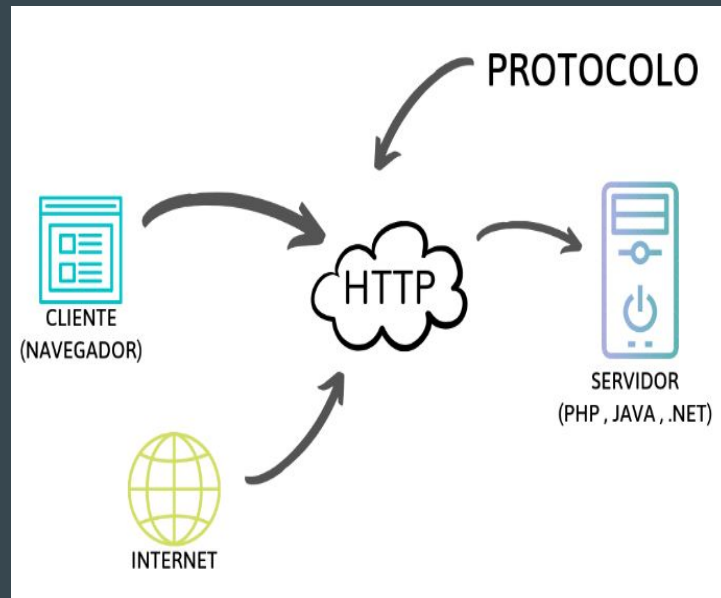 PROTOCOLO
HTTP
CLIENTE
(NAVEGADOR)
SERVIDOR
(PHP , JAVA , .NET)
INTERNET